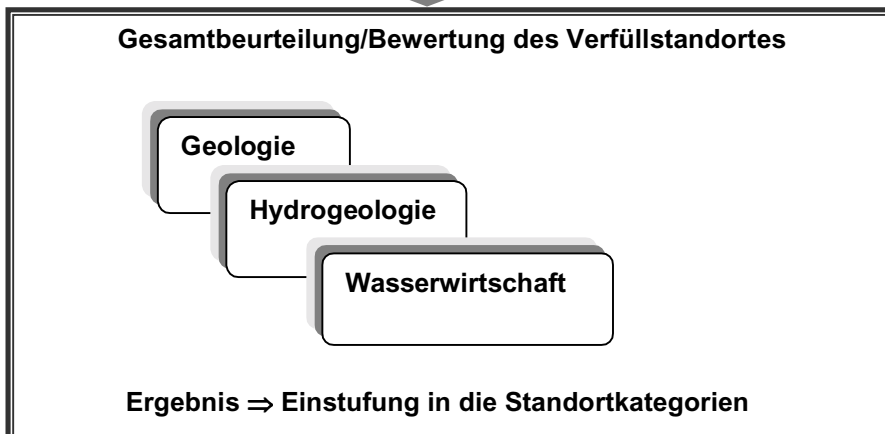 Gesamtbeurteilung/Bewertung des Verfüllstandortes
Geologie
Hydrogeologie
Wasserwirtschaft
Ergebnis ⇒ Einstufung in die Standortkategorien